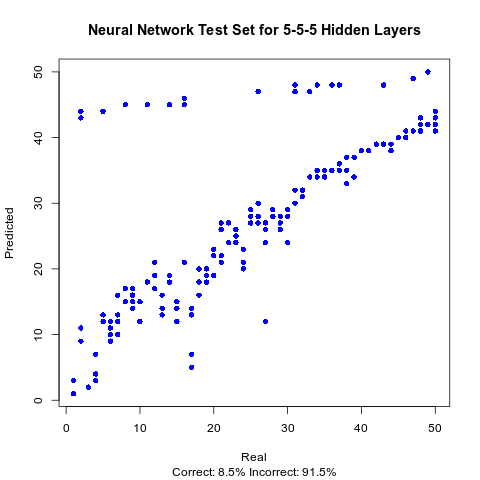 Neural Network Test Set for 5-5-5 Hidden Layers
50
40
30
20
10
0
Predicted
0 10 20 30 40 50
Real
Correct: 8.5% Incorrect: 91.5%